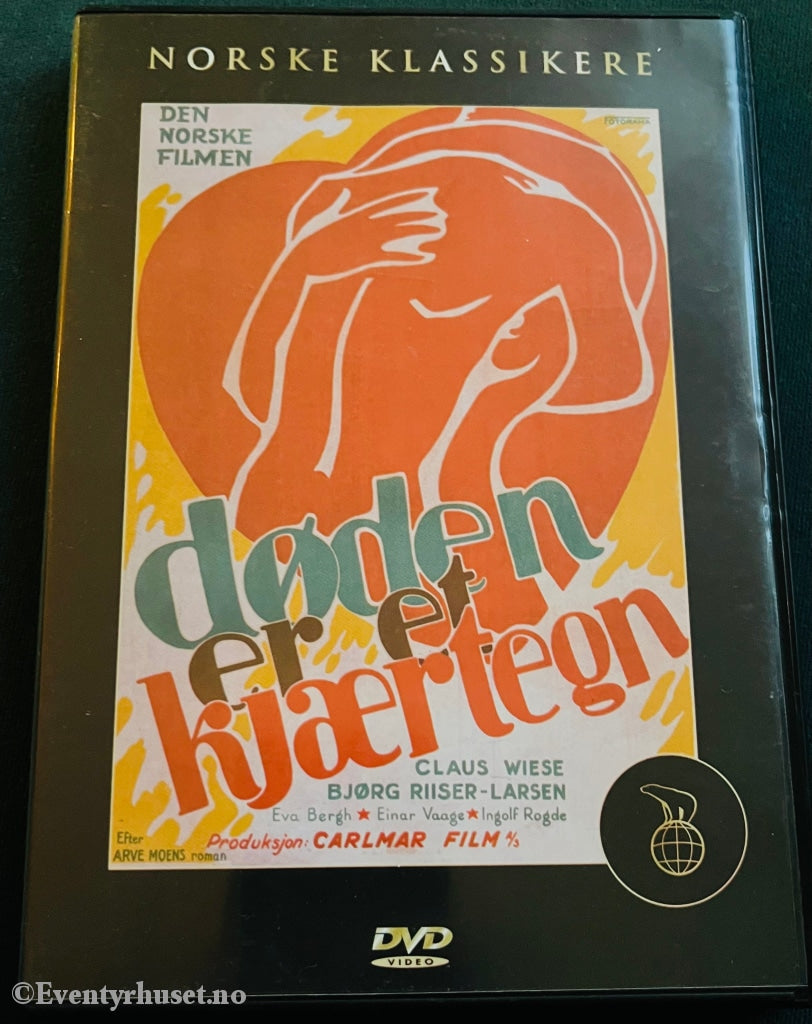 NORSKE KLASSIKERE
DEN
NORSKE
FILMEN
FOTORAMA
døden
er et
kjærtegn
CLAUS WIESE
BJØRG RIISER-LARSEN
Eva Bergh ★ Einar Vaage ★ Ingolf Rogde
Produksjon: CARLMAR FILM A/S
Efter
ARVE MOENS roman
DVD
VIDEO
©Eventyrhuset.no